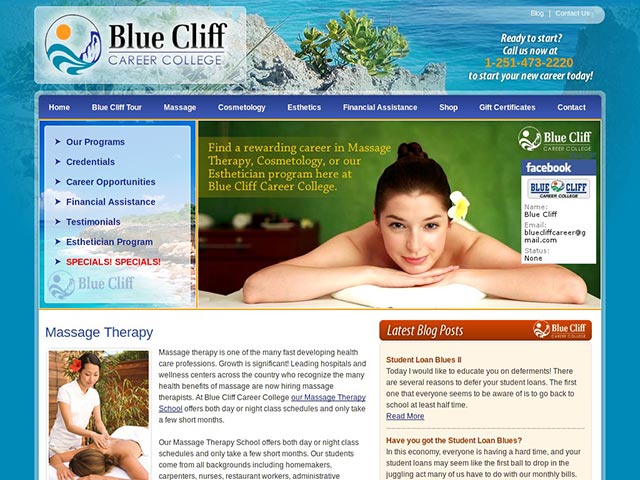 Blog | Contact Us
Blue Cliff
CAREER COLLEGE
Ready to start?
Call us now at
1-251-473-2220
to start your new career today!
Home Blue Cliff Tour Massage Cosmetology Esthetics Financial Assistance Shop Gift Certificates Contact
Our Programs
Credentials
Career Opportunities
Financial Assistance
Testimonials
Esthetician Program
SPECIALS! SPECIALS!
Blue Cliff
Find a rewarding career in Massage
Therapy, Cosmetology, or our
Esthetician program here at
Blue Cliff Career College.
Blue Cliff
CAREER COLLEGE
facebook
BLUE CLIFF
CAREER COLLEGE
Name:
Blue Cliff
Email:
bluecliffcareer@g
mail.com
Status:
None
Massage Therapy
Massage therapy is one of the many fast developing health
care professions. Growth is significant! Leading hospitals and
wellness centers across the country who recognize the many
health benefits of massage are now hiring massage
therapists. At Blue Cliff Career College our Massage Therapy
School offers both day or night class schedules and only take
a few short months.
Our Massage Therapy School offers both day or night class
schedules and only take a few short months. Our students
come from all backgrounds including homemakers,
carpenters, nurses, restaurant workers, administrative
Latest Blog Posts
Blue Cliff
CAREER COLLEGE
Student Loan Blues II
Today I would like to educate you on deferments! There
are several reasons to defer your student loans. The first
one that everyone seems to be aware of is to go back to
school at least half time.
Read More
Have you got the Student Loan Blues?
In this economy, everyone is having a hard time, and your
student loans may seem like the first ball to drop in the
juggling act many of us have to do with our monthly bills.